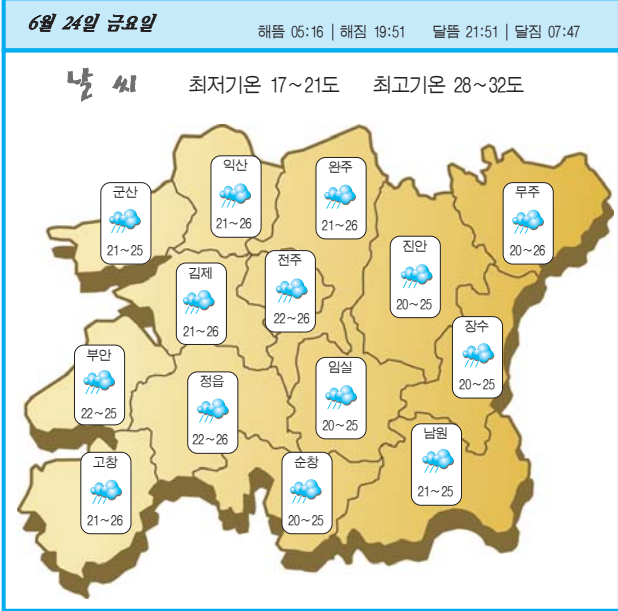 6월 24일 금요일
해뜸 05:16 | 해짐 19:51 달뜸 21:51 | 달짐 07:47
날 씨 최저기온 17~21도 최고기온 28~32도
익산
21~26
완주
21~26
군산
21~25
무주
20~26
진안
20~25
전주
22~26
김제
21~26
장수
20~25
부안
22~25
임실
20~25
정읍
22~26
남원
21~25
고창
21~26
순창
20~25